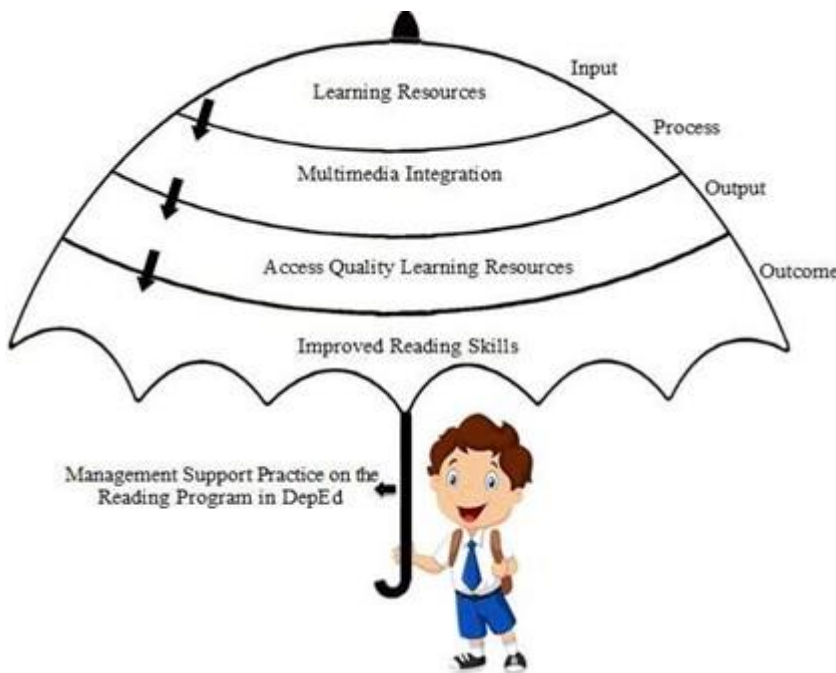 Input
Learning Resources
Process
Multimedia Integration
Output
Access Quality Learning Resources
Outcome
Improved Reading Skills
Management Support Practice on the
Reading Program in DepEd